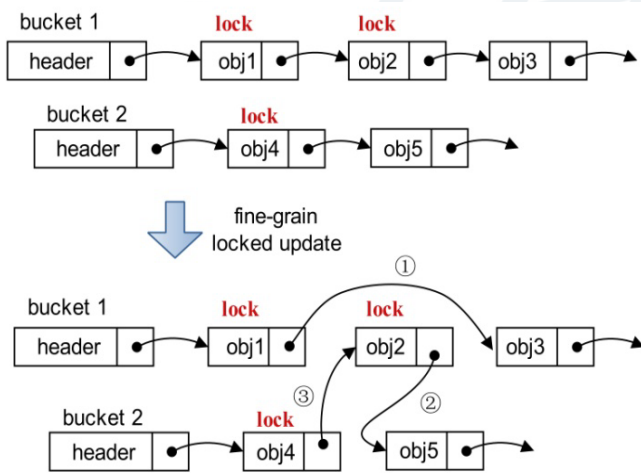 bucket 1
lock lock
header obj1 obj2 obj3
bucket 2
lock
header obj4 obj5
fine-grain
locked update
①
bucket 1
lock lock
header obj1 obj2 obj3
③ ②
bucket 2
lock
header obj4 obj5